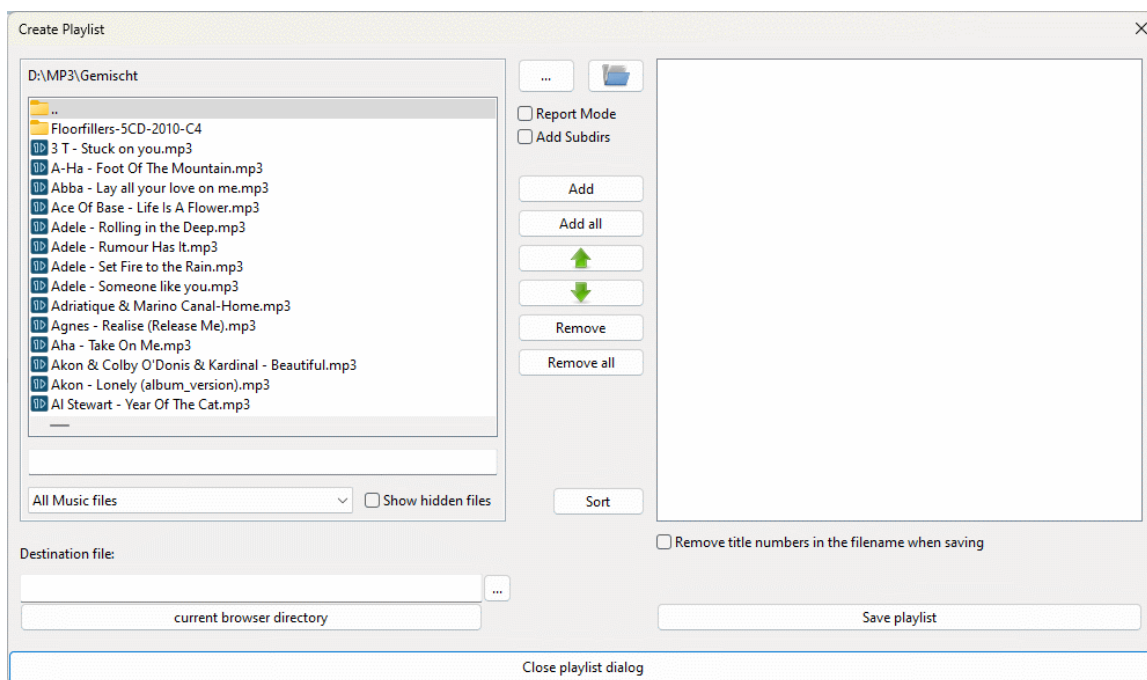 Create Playlist
D:\MP3\Gemischt
..
Floorfillers-5CD-2010-C4
3 T - Stuck on you.mp3
A-Ha - Foot Of The Mountain.mp3
Abba - Lay all your love on me.mp3
Ace Of Base - Life Is A Flower.mp3
Adele - Rolling in the Deep.mp3
Adele - Rumour Has It.mp3
Adele - Set Fire to the Rain.mp3
Adele - Someone like you.mp3
Adriatique & Marino Canal-Home.mp3
Agnes - Realise (Release Me).mp3
Aha - Take On Me.mp3
Akon & Colby O'Donis & Kardinal - Beautiful.mp3
Akon - Lonely (album_version).mp3
Al Stewart - Year Of The Cat.mp3
All Music files
Show hidden files
...
Report Mode
Add Subdirs
Add
Add all
Remove
Remove all
Sort
Remove title numbers in the filename when saving
Destination file:
...
current browser directory
Save playlist
Close playlist dialog